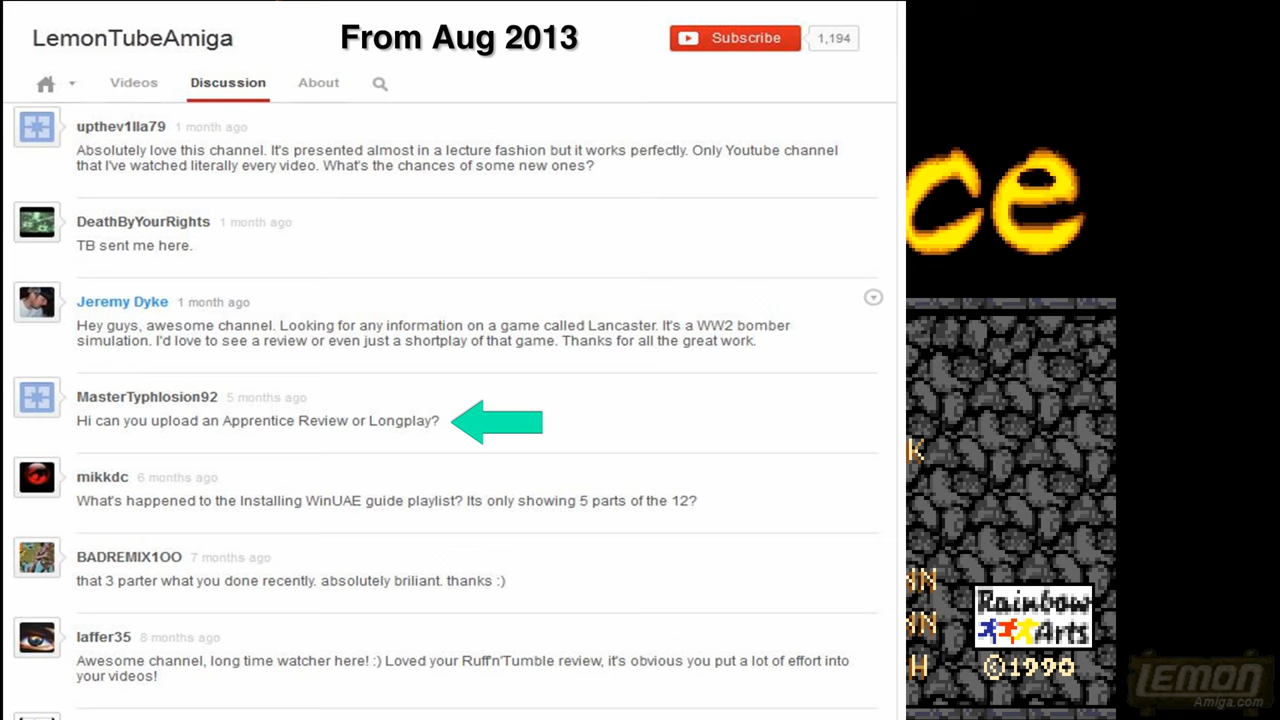 LemonTubeAmiga
From Aug 2013
Subscribe
1,194
Videos
Discussion
About
upthev1lla79 1 month ago
Absolutely love this channel. It's presented almost in a lecture fashion but it works perfectly. Only Youtube channel
that I've watched literally every video. What's the chances of some new ones?
DeathByYourRights 1 month ago
TB sent me here.
Jeremy Dyke 1 month ago
Hey guys, awesome channel. Looking for any information on a game called Lancaster. It's a WW2 bomber
simulation. I'd love to see a review or even just a shortplay of that game. Thanks for all the great work.
MasterTyphlosion92 5 months ago
Hi can you upload an Apprentice Review or Longplay?
mikkdc 6 months ago
What's happened to the Installing WinUAE guide playlist? Its only showing 5 parts of the 12?
BADREMIX1OO 7 months ago
that 3 parter what you done recently. absolutely briliant. thanks :)
laffer35 8 months ago
Awesome channel, long time watcher here! :) Loved your Ruff'n'Tumble review, it's obvious you put a lot of effort into
your videos!
ce
K
HN
HN
H
Rainbow
Arts
©1990
LEMON
Amiga.com